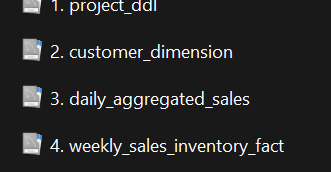 1. project_ddl
2. customer_dimension
3. daily_aggregated_sales
4. weekly_sales_inventory_fact